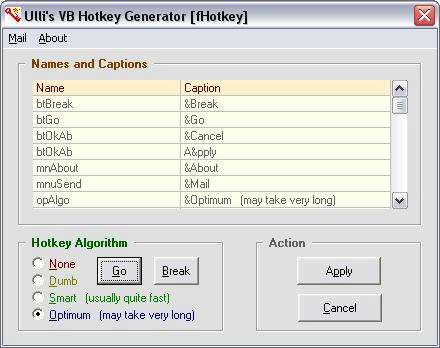 Ulli's VB Hotkey Generator [fHotkey]
Mail About
Names and Captions
Name Caption
btBreak &Break
btGo &Go
btOkAb &Cancel
btOkAb A&pply
mnAbout &About
mnuSend &Mail
opAlgo &Optimum (may take very long)
Hotkey Algorithm
None
Dumb
Smart (usually quite fast)
Optimum (may take very long)
Go
Break
Action
Apply
Cancel